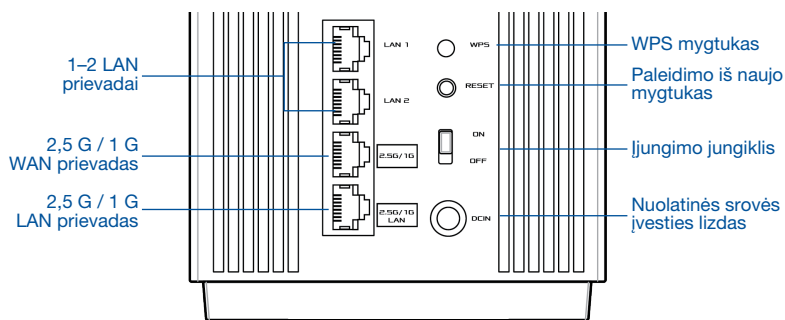 1–2 LAN
prievadai
2,5 G / 1 G
WAN prievadas
2,5 G / 1 G
LAN prievadas
LAN 1
LAN 2
2.5G/1G
2.5G/1G
LAN
WPS
RESET
ON
OFF
DCIN
WPS mygtukas
Paleidimo iš naujo
mygtukas
Įjungimo jungiklis
Nuolatinės srovės
įvesties lizdas